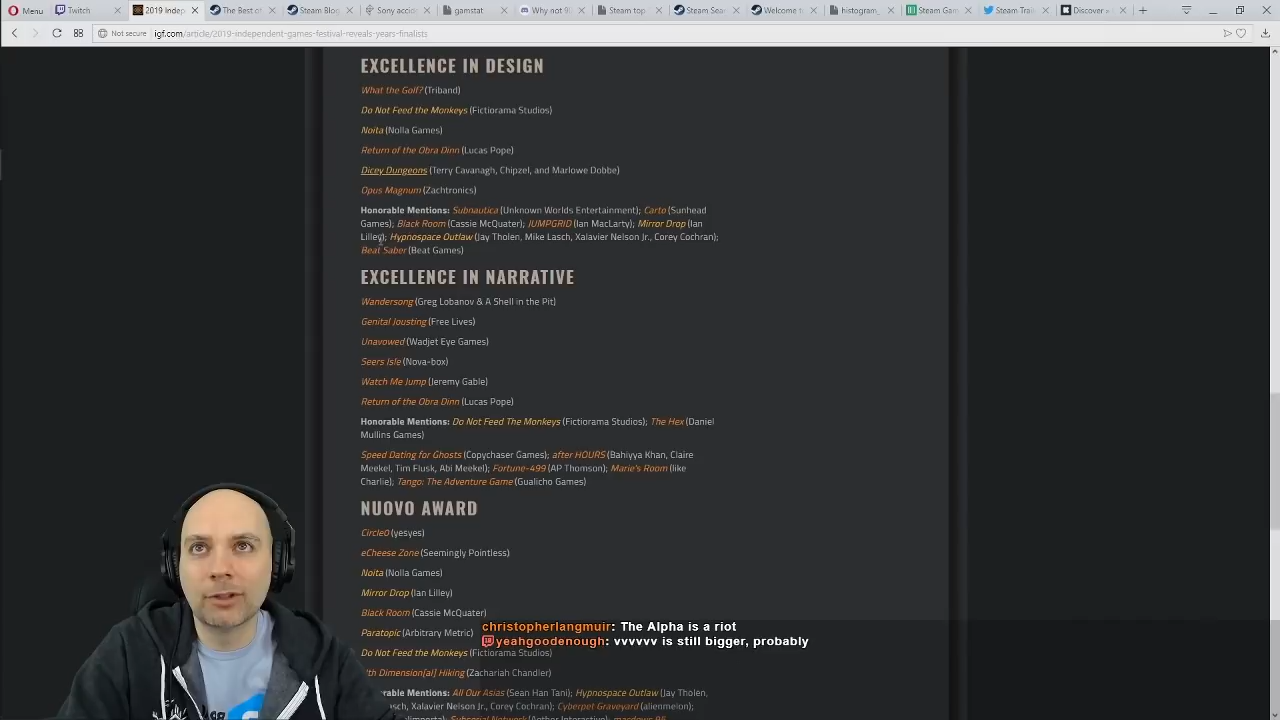 Menu
Twitch
2019 Indep
The Best of
Steam Blog
Sony accide
gamstat
Why not 9
Steam top
Steam Sea
Welcome t
histogram_
Steam Gam
Steam Trai
Discover
Not secure
igf.com/article/2019-independent-games-festival-reveals-years-finalists
EXCELLENCE IN DESIGN
What the Golf? (Triband)
Do Not Feed the Monkeys (Fictiorama Studios)
Noita (Nolla Games)
Return of the Obra Dinn (Lucas Pope)
Dicey Dungeons (Terry Cavanagh, Chipzel, and Marlowe Dobbe)
Opus Magnum (Zachtronics)
Honorable Mentions: Subnautica (Unknown Worlds Entertainment); Carto (Sunhead
Games); Black Room (Cassie McQuater); JUMPGRID (Ian MacLarty); Mirror Drop (Ian
Lilley); Hypnospace Outlaw (Jay Tholen, Mike Lasch, Xalavier Nelson Jr., Corey Cochran);
Beat Saber (Beat Games)
EXCELLENCE IN NARRATIVE
Wandersong (Greg Lobanov & A Shell in the Pit)
Genital Jousting (Free Lives)
Unavowed (Wadjet Eye Games)
Seers Isle (Nova-box)
Watch Me Jump (Jeremy Gable)
Return of the Obra Dinn (Lucas Pope)
Honorable Mentions: Do Not Feed The Monkeys (Fictiorama Studios); The Hex (Daniel
Mullins Games)
Speed Dating for Ghosts (Copychaser Games); after HOURS (Bahiyya Khan, Claire
Meekel, Tim Flusk, Abi Meekel); Fortune-499 (AP Thomson); Marie's Room (like
Charlie); Tango: The Adventure Game (Gualicho Games)
NUOVO AWARD
Circle0 (yesyes)
eCheese Zone (Seemingly Pointless)
Noita (Nolla Games)
Mirror Drop (Ian Lilley)
Black Room (Cassie McQuater)
Paratopic (Arbitrary Metric)
Do Not Feed the Monkeys (Fictiorama Studios)
th Dimension[al] Hiking (Zachariah Chandler)
orable Mentions: All Our Asias (Sean Han Tani); Hypnospace Outlaw (Jay Tholen,
asch, Xalavier Nelson Jr., Corey Cochran); Cyberpet Graveyard (alienmelon);
christopherlangmuir: The Alpha is a riot
yeahgoodenough: vvvvvv is still bigger, probably